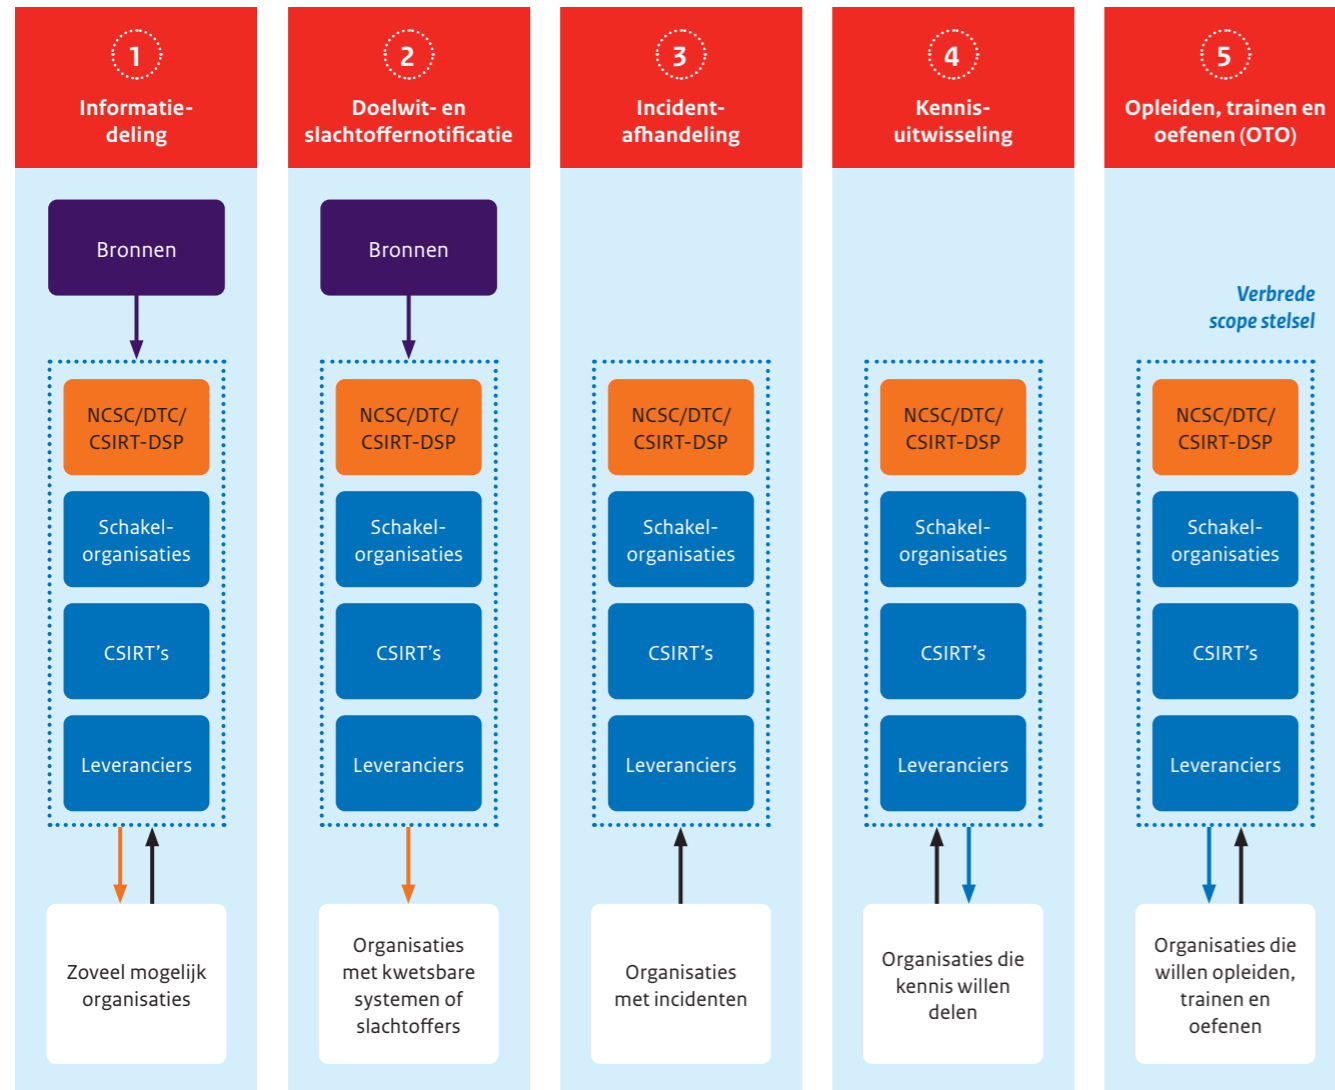 1
Informatie-
deling
Bronnen
NCSC/DTC/
CSIRT-DSP
Schakel-
organisaties
CSIRT’s
Leveranciers
Zoveel mogelijk
organisaties
2
Doelwit- en
slachtoffernotificatie
Bronnen
NCSC/DTC/
CSIRT-DSP
Schakel-
organisaties
CSIRT’s
Leveranciers
Organisaties
met kwetsbare
systemen of
slachtoffers
3
Incident-
afhandeling
NCSC/DTC/
CSIRT-DSP
Schakel-
organisaties
CSIRT’s
Leveranciers
Organisaties
met incidenten
4
Kennis-
uitwisseling
NCSC/DTC/
CSIRT-DSP
Schakel-
organisaties
CSIRT’s
Leveranciers
Organisaties die
kennis willen
delen
5
Opleiden, trainen en
oefenen (OTO)
Verbrede
scope stelsel
NCSC/DTC/
CSIRT-DSP
Schakel-
organisaties
CSIRT’s
Leveranciers
Organisaties die
willen opleiden,
trainen en
oefenen